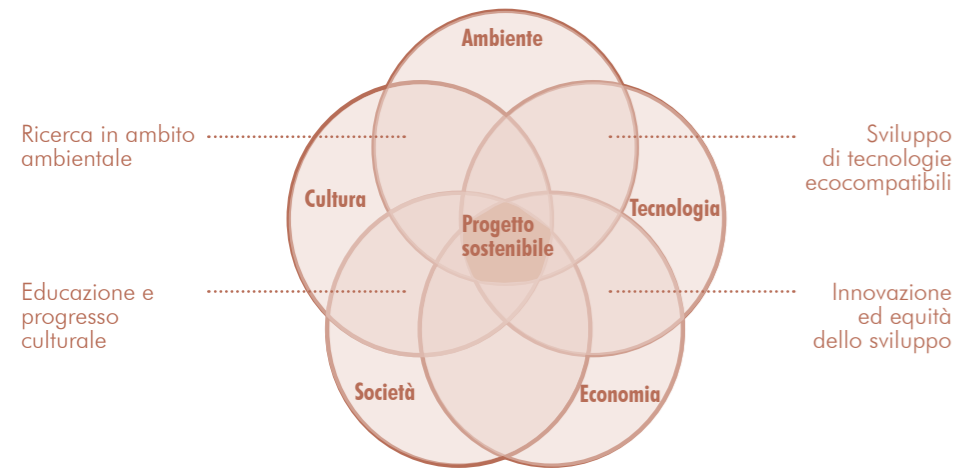 Ambiente
Ricerca in ambito
ambientale
Sviluppo
di tecnologie
ecocompatibili
Cultura
Tecnologia
Progetto
sostenibile
Educazione e
progresso
culturale
Innovazione
ed equità
dello sviluppo
Società
Economia